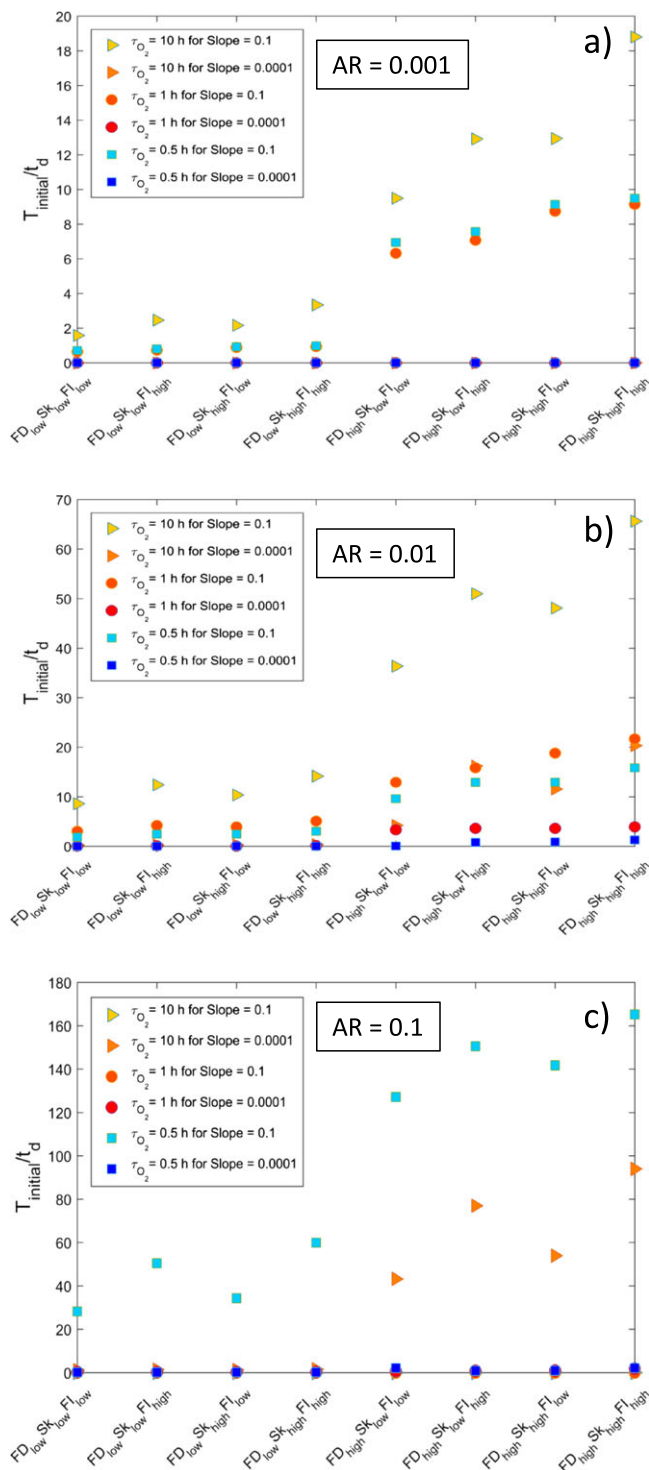 a)
AR = 0.001
τO2 = 10 h for Slope = 0.1
τO2 = 10 h for Slope = 0.0001
τO2 = 1 h for Slope = 0.1
τO2 = 1 h for Slope = 0.0001
τO2 = 0.5 h for Slope = 0.1
τO2 = 0.5 h for Slope = 0.0001
Tinitial/td
20
18
16
14
12
10
8
6
4
2
0
FDlowSklowFIlow
FDlowSklowFIhigh
FDlowSkhighFIlow
FDlowSkhighFIhigh
FDhighSklowFIlow
FDhighSklowFIhigh
FDhighSkhighFIlow
FDhighSkhighFIhigh
b)
AR = 0.01
τO2 = 10 h for Slope = 0.1
τO2 = 10 h for Slope = 0.0001
τO2 = 1 h for Slope = 0.1
τO2 = 1 h for Slope = 0.0001
τO2 = 0.5 h for Slope = 0.1
τO2 = 0.5 h for Slope = 0.0001
Tinitial/td
70
60
50
40
30
20
10
0
FDlowSklowFIlow
FDlowSklowFIhigh
FDlowSkhighFIlow
FDlowSkhighFIhigh
FDhighSklowFIlow
FDhighSklowFIhigh
FDhighSkhighFIlow
FDhighSkhighFIhigh
c)
AR = 0.1
τO2 = 10 h for Slope = 0.1
τO2 = 10 h for Slope = 0.0001
τO2 = 1 h for Slope = 0.1
τO2 = 1 h for Slope = 0.0001
τO2 = 0.5 h for Slope = 0.1
τO2 = 0.5 h for Slope = 0.0001
Tinitial/td
180
160
140
120
100
80
60
40
20
0
FDlowSklowFIlow
FDlowSklowFIhigh
FDlowSkhighFIlow
FDlowSkhighFIhigh
FDhighSklowFIlow
FDhighSklowFIhigh
FDhighSkhighFIlow
FDhighSkhighFIhigh